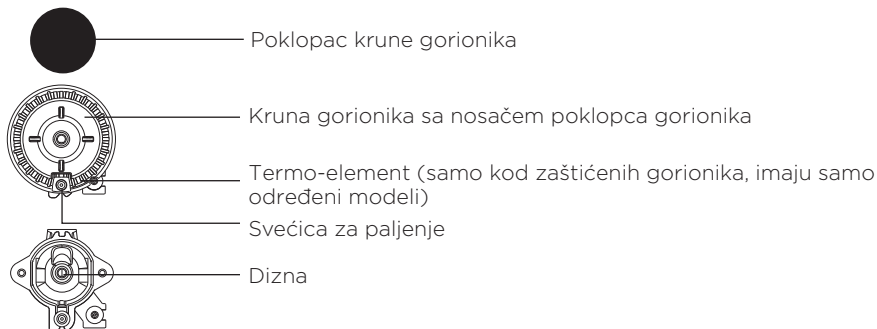 Poklopac krune gorionika
Kruna gorionika sa nosačem poklopca gorionika
Termo-element (samo kod zaštićenih gorionika, imaju samo
određeni modeli)
Svećica za paljenje
Dizna